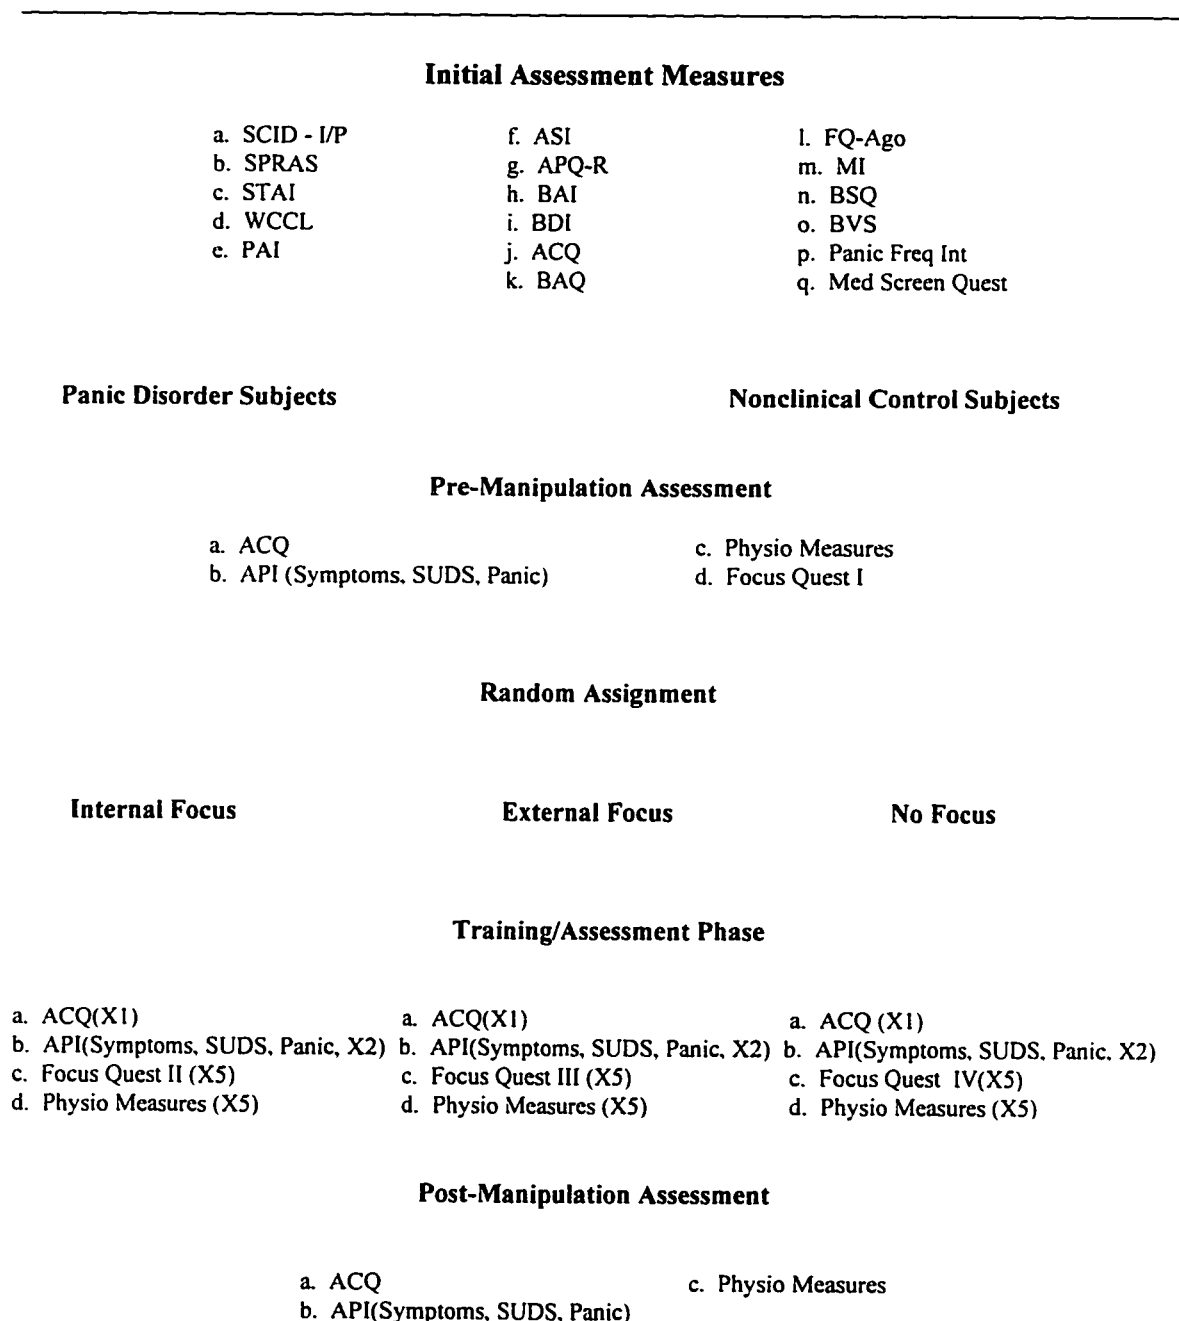 Initial Assessment Measures
a. SCID - I/P f. ASI l. FQ-Ago
b. SPRAS g. APQ-R m. MI
c. STAI h. BAI n. BSQ
d. WCCL i. BDI o. BVS
e. PAI j. ACQ p. Panic Freq Int
k. BAQ q. Med Screen Quest
Panic Disorder Subjects Nonclinical Control Subjects
Pre-Manipulation Assessment
a. ACQ c. Physio Measures
b. API (Symptoms, SUDS, Panic) d. Focus Quest I
Random Assignment
Internal Focus External Focus No Focus
Training/Assessment Phase
a. ACQ(X1) a. ACQ(X1) a. ACQ (X1)
b. API(Symptoms, SUDS, Panic, X2) b. API(Symptoms, SUDS, Panic, X2) b. API(Symptoms, SUDS, Panic, X2)
c. Focus Quest II (X5) c. Focus Quest III (X5) c. Focus Quest IV(X5)
d. Physio Measures (X5) d. Physio Measures (X5) d. Physio Measures (X5)
Post-Manipulation Assessment
a. ACQ c. Physio Measures
b. API(Symptoms, SUDS, Panic)